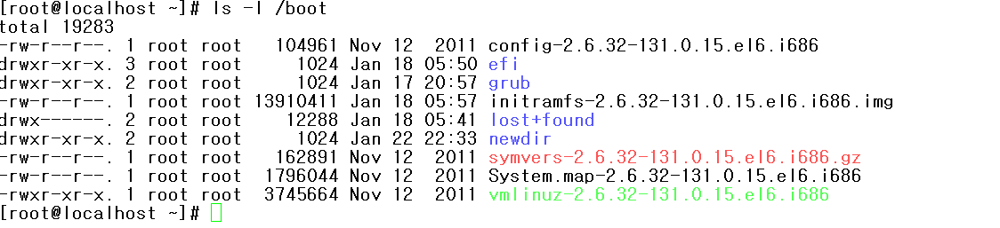 [root@localhost ~]# ls -l /boot
total 19283
-rw-r--r--. 1 root root   104961 Nov 12  2011 config-2.6.32-131.0.15.el6.i686
drwxr-xr-x. 3 root root     1024 Jan 18 05:50 efi
drwxr-xr-x. 2 root root     1024 Jan 17 20:57 grub
-rw-r--r--. 1 root root 13910411 Jan 18 05:57 initramfs-2.6.32-131.0.15.el6.i686.img
drwx------. 2 root root    12288 Jan 18 05:41 lost+found
drwxr-xr-x. 2 root root     1024 Jan 22 22:33 newdir
-rw-r--r--. 1 root root   162891 Nov 12  2011 symvers-2.6.32-131.0.15.el6.i686.gz
-rw-r--r--. 1 root root  1796044 Nov 12  2011 System.map-2.6.32-131.0.15.el6.i686
-rwxr-xr-x. 1 root root  3745664 Nov 12  2011 vmlinuz-2.6.32-131.0.15.el6.i686
[root@localhost ~]#